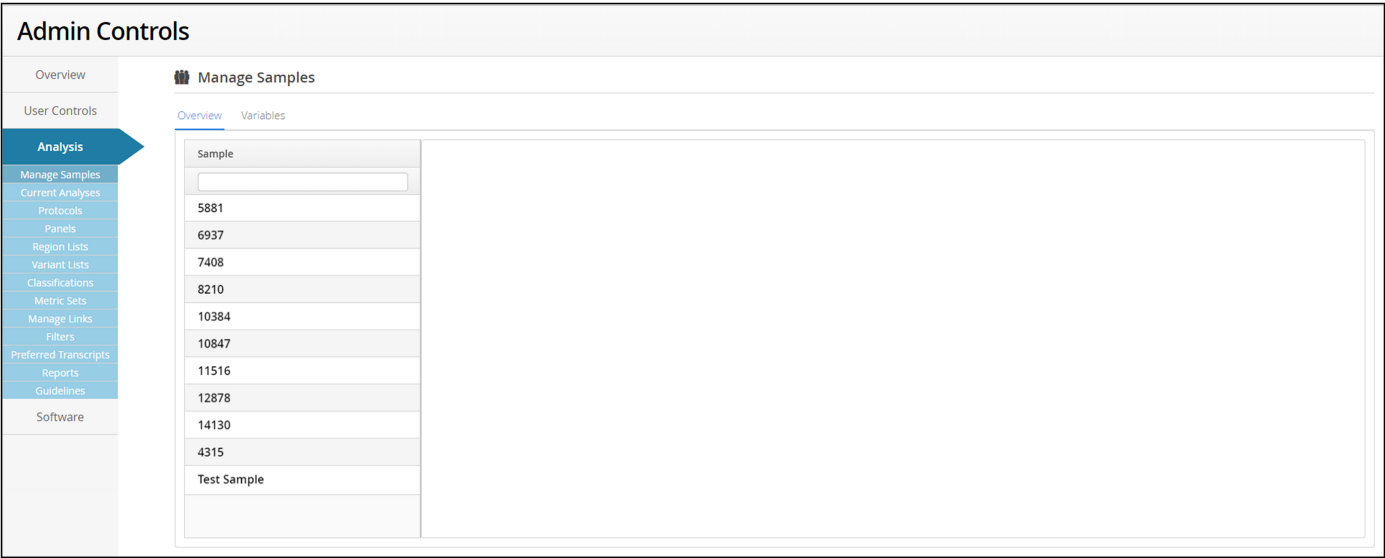 Admin Controls
Overview
User Controls
Analysis
Manage Samples
Current Analyses
Protocols
Panels
Region Lists
Variant Lists
Classifications
Metric Sets
Manage Links
Filters
Preferred Transcripts
Reports
Guidelines
Software
Manage Samples
Overview Variables
Sample
5881
6937
7408
8210
10384
10847
11516
12878
14130
4315
Test Sample